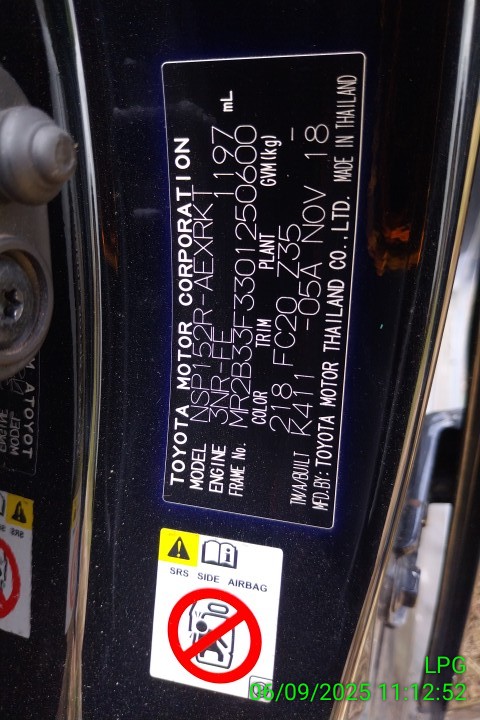 TOYOTA MOTOR CORPORATION
MODEL NSP152R-AEXRKT
ENGINE 3NR-FE 1197 mL
FRAME No. MR2B33F3301250600
COLOR TRIM PLANT GVM(kg)
218 FC20 Z35 -
TM/A/BUILT K411 -05A NOV 18
MFD.BY: TOYOTA MOTOR THAILAND CO.,LTD. MADE IN THAILAND
SRS SIDE AIRBAG
LPG
06/09/2025 11:12:52